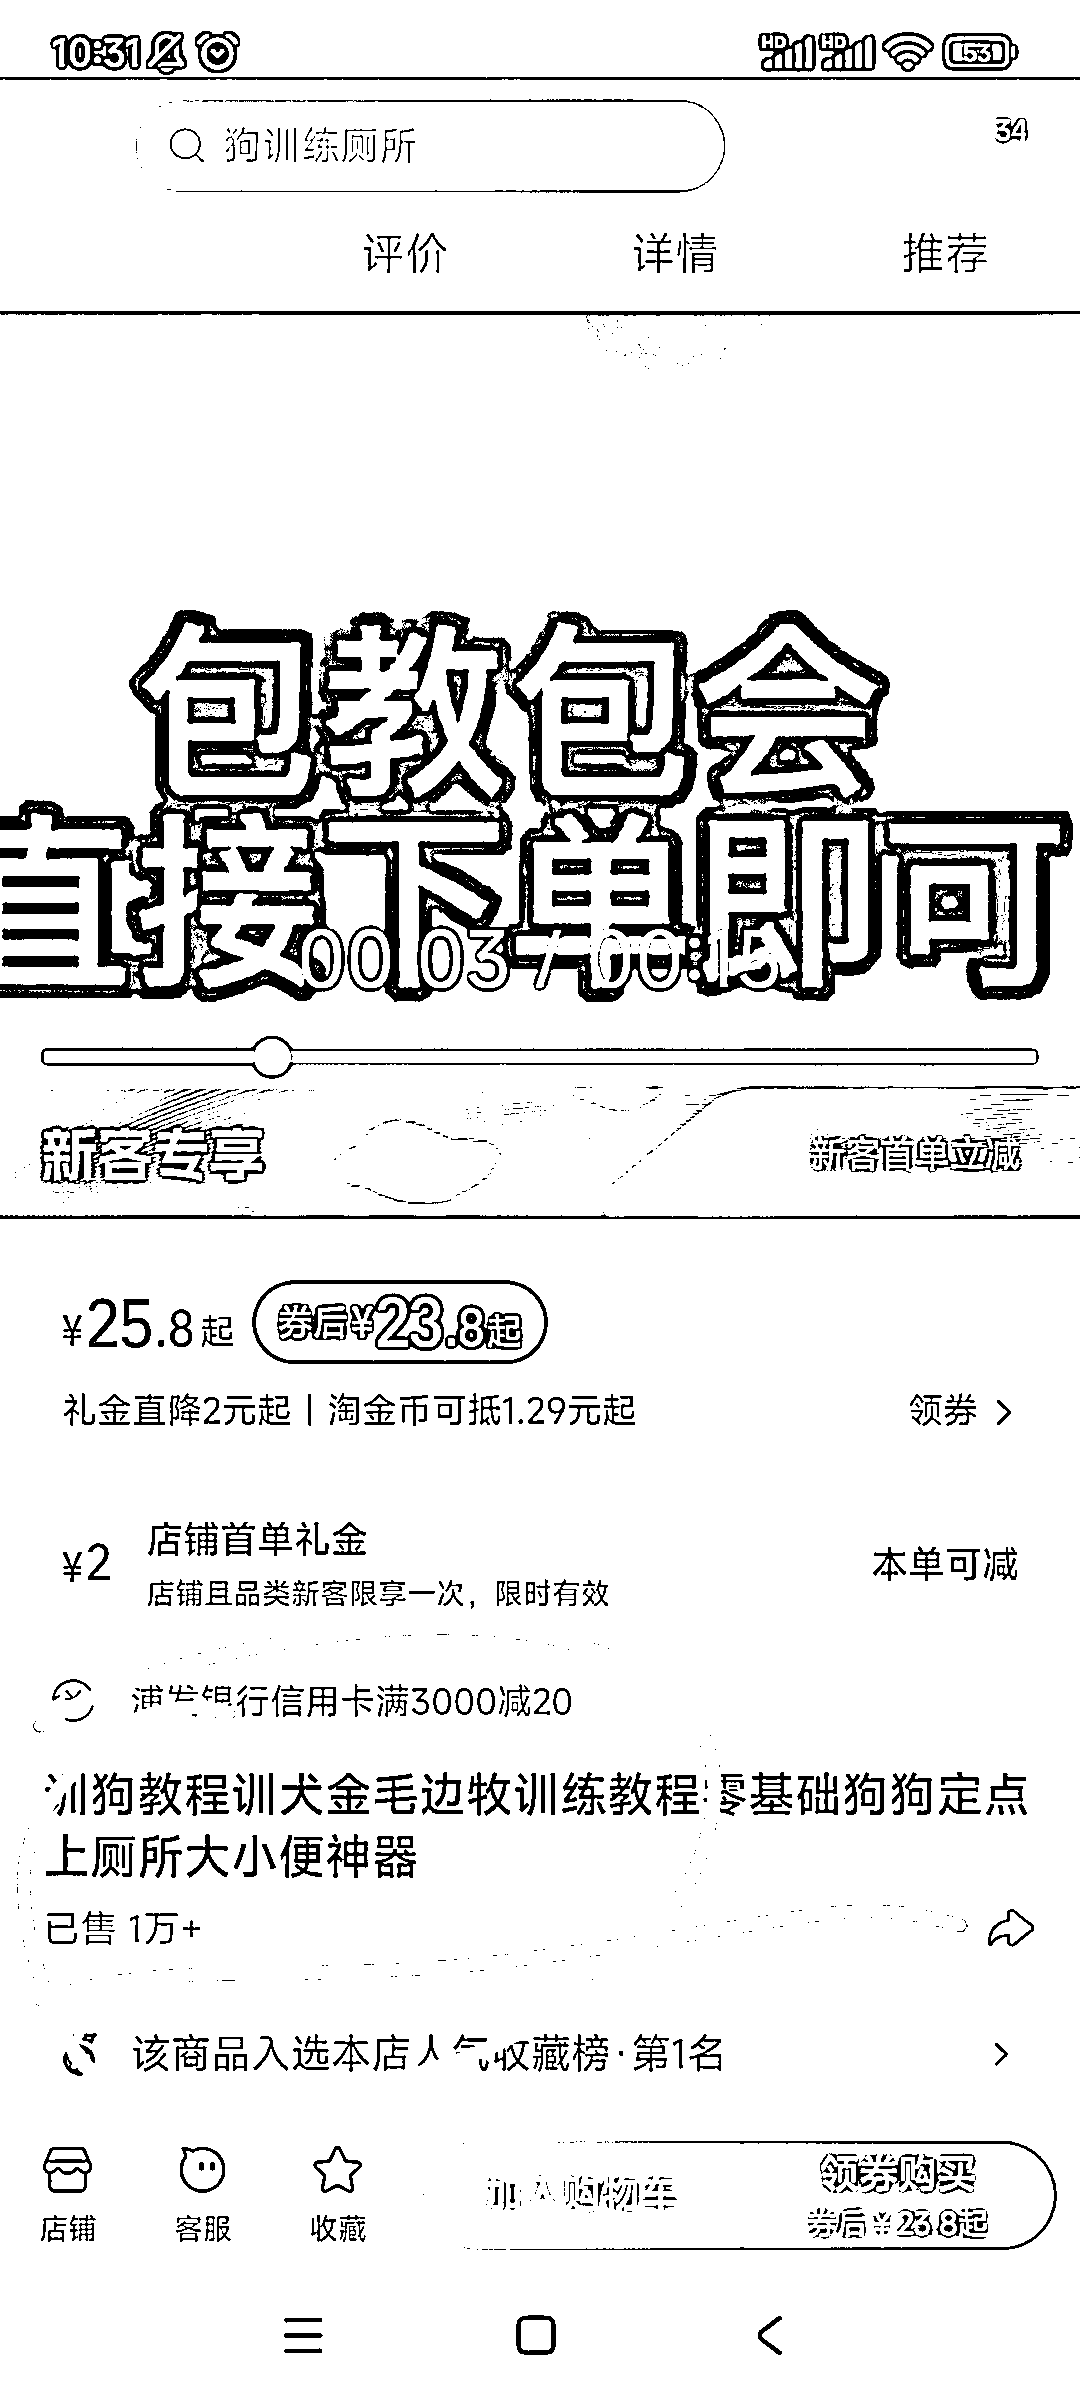 10:31 HD HD 53
狗训练厕所 34
评价 详情 推荐
包教包会
直接下单即可
00:03 / 00:15
新客专享 新客首单立减
¥25.8起 券后¥23.8起
礼金直降2元起 | 淘金币可抵1.29元起 领券
¥2 店铺首单礼金 本单可减
店铺且品类新客限享一次，限时有效
浦发银行信用卡满3000减20
训狗教程训犬金毛边牧训练教程零基础狗狗定点
上厕所大小便神器
已售 1万+
该商品入选本店人气收藏榜·第1名
加入购物车 领券购买
券后¥23.8起
店铺 客服 收藏